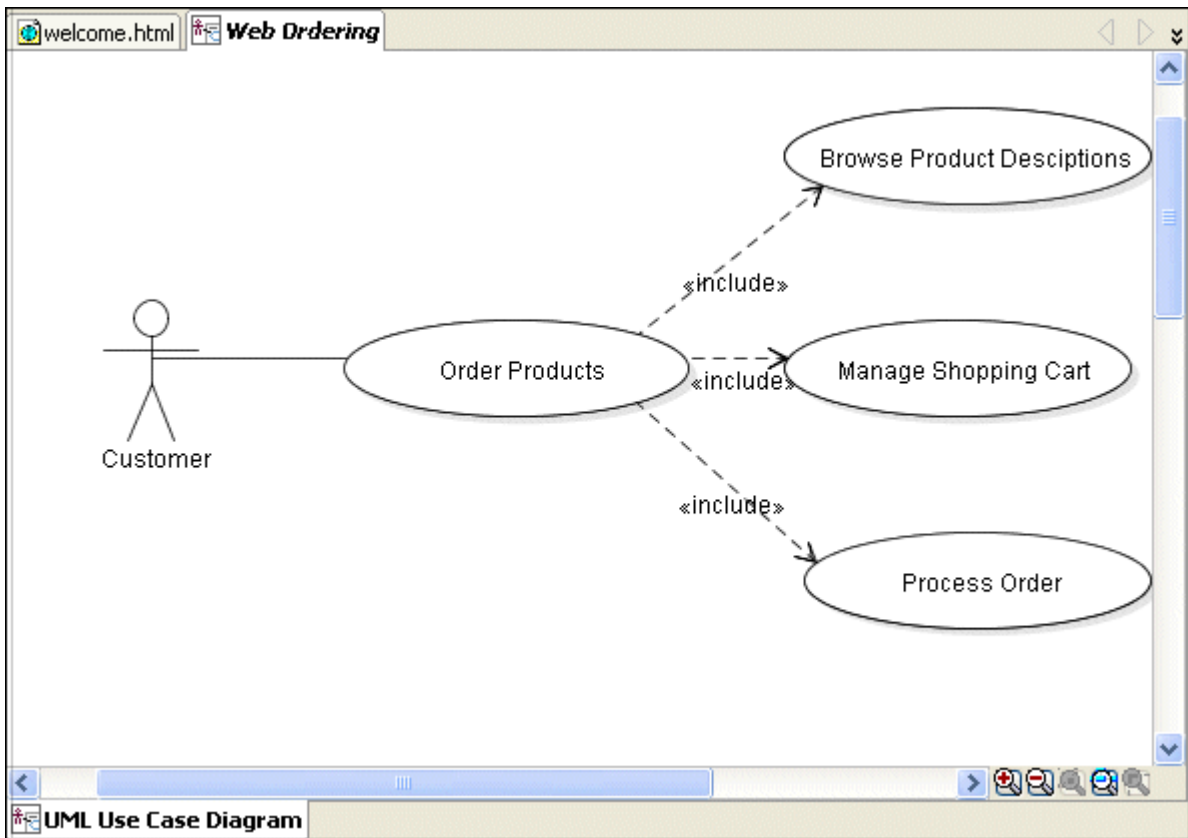 welcome.html
Web Ordering
Browse Product Desciptions
«include»
Order Products
«include»
Manage Shopping Cart
Customer
«include»
Process Order
UML Use Case Diagram